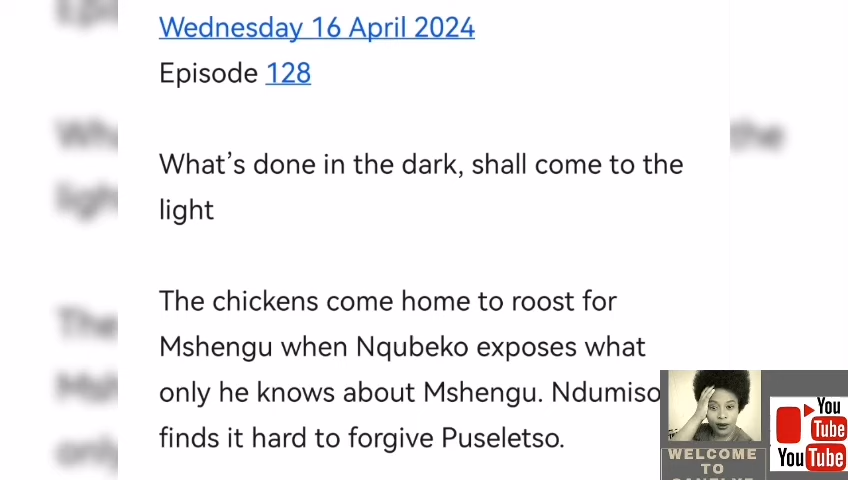 Wednesday 16 April 2024
Episode 128
What's done in the dark, shall come to the
light
The chickens come home to roost for
Mshengu when Nqubeko exposes what
only he knows about Mshengu. Ndumiso
finds it hard to forgive Puseletso.
WELCOME
TO
You
Tube
You Tube